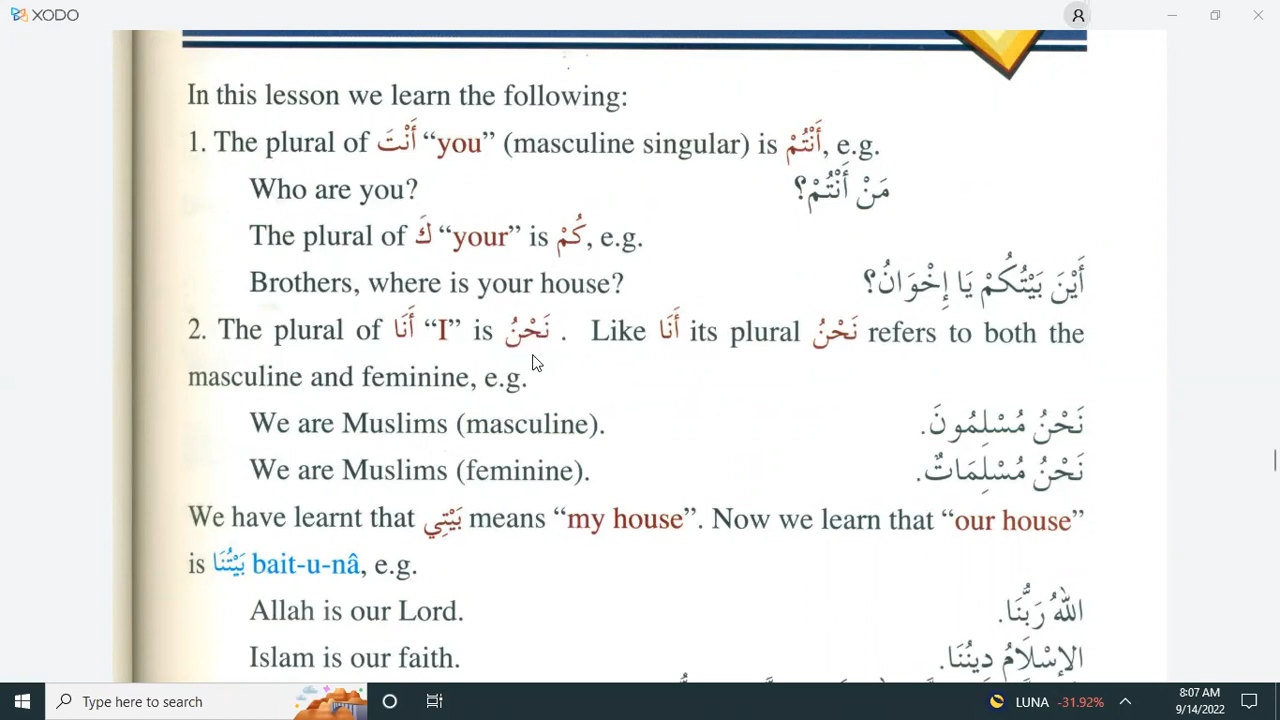 XODO
In this lesson we learn the following:
1. The plural of أَنْتَ “you” (masculine singular) is أَنْتُمْ, e.g.
Who are you? مَنْ أَنْتُمْ؟
The plural of كَ “your” is كُمْ, e.g.
Brothers, where is your house? أَيْنَ بَيْتُكُمْ يَا إِخْوَانُ؟
2. The plural of أَنَا “I” is نَحْنُ . Like أَنَا its plural نَحْنُ refers to both the
masculine and feminine, e.g.
We are Muslims (masculine). نَحْنُ مُسْلِمُونَ.
We are Muslims (feminine). نَحْنُ مُسْلِمَاتٌ.
We have learnt that بَيْتِي means “my house”. Now we learn that “our house”
is بَيْتُنَا bait-u-nâ, e.g.
Allah is our Lord. اللهُ رَبُّنَا.
Islam is our faith. الإِسْلَامُ دِينُنَا.
Type here to search
LUNA -31.92%
8:07 AM
9/14/2022